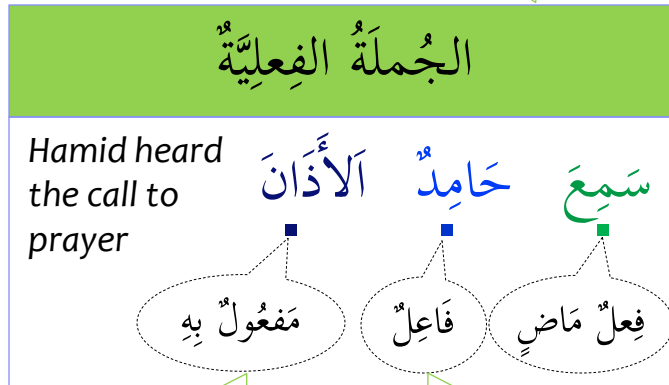 الجُملَةُ الفِعلِيَّةٌ
سَمِعَ حَامِدٌ اَلأَذَانَ
Hamid heard
the call to
prayer
فِعلٌ مَاضٍ
فَاعِلٌ
مَفعُولٌ بِهِ